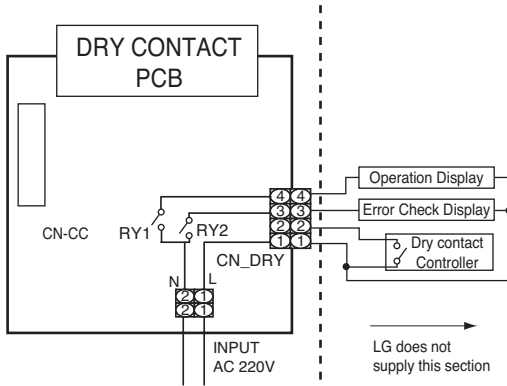 DRY CONTACT
PCB
CN-CC
RY1
RY2
4 4
3 3
2 2
1 1
CN_DRY
N
L
2 1
2 1
INPUT
AC 220V
Operation Display
Error Check Display
Dry contact
Controller
LG does not
supply this section